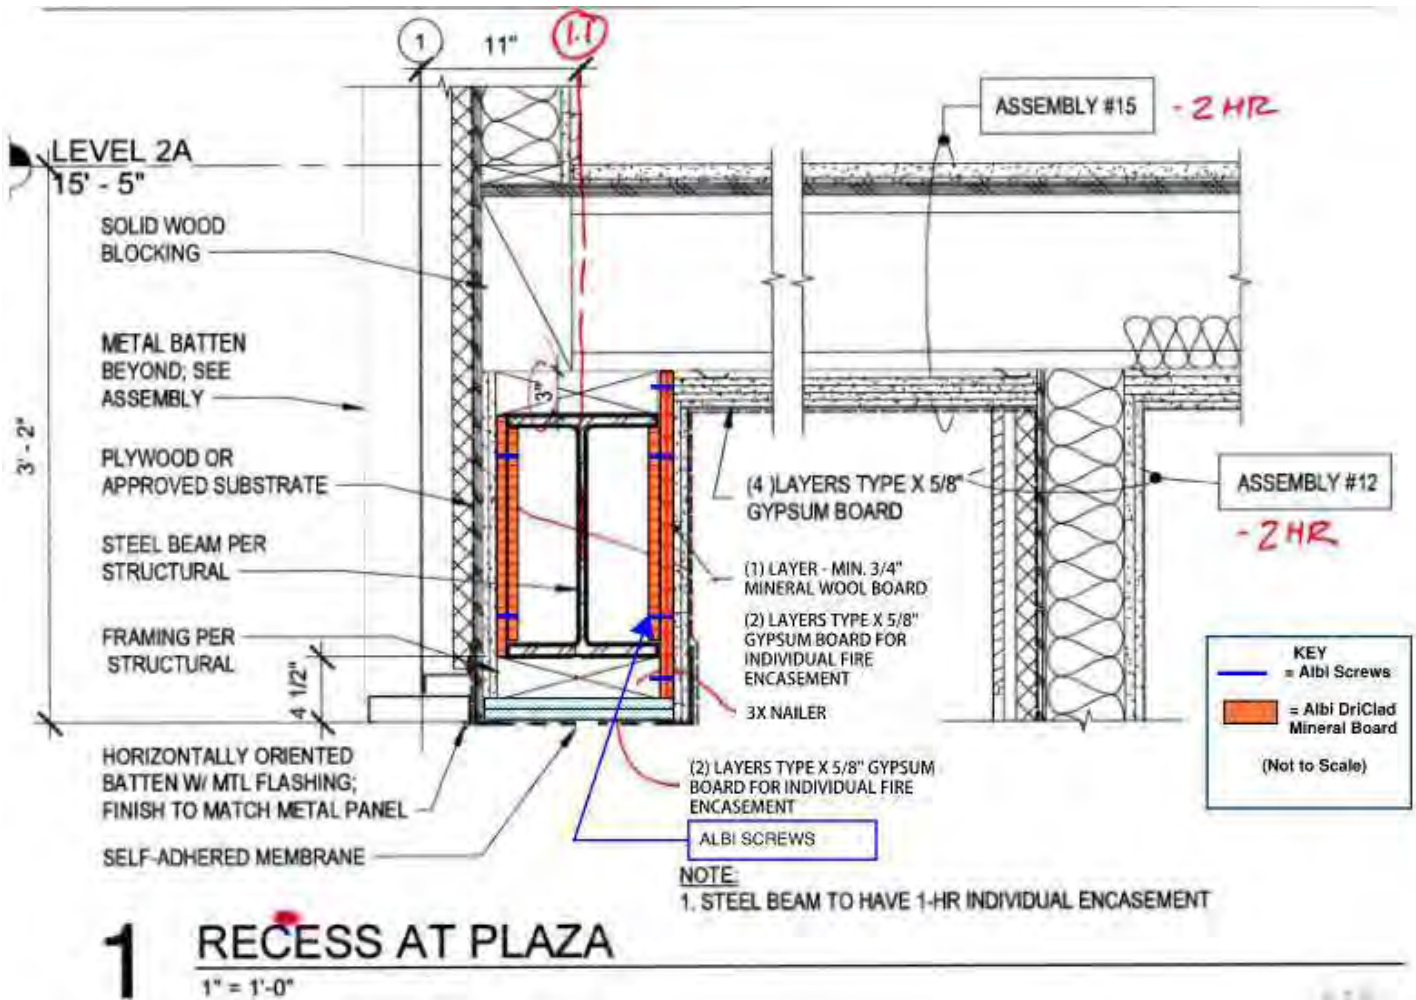 1
11"
1.1
ASSEMBLY #15
- 2 HR
LEVEL 2A
15' - 5"
SOLID WOOD
BLOCKING
METAL BATTEN
BEYOND; SEE
ASSEMBLY
3"
3' - 2"
PLYWOOD OR
APPROVED SUBSTRATE
(4 )LAYERS TYPE X 5/8"
GYPSUM BOARD
ASSEMBLY #12
- 2 HR
STEEL BEAM PER
STRUCTURAL
(1) LAYER - MIN. 3/4"
MINERAL WOOL BOARD
(2) LAYERS TYPE X 5/8"
GYPSUM BOARD FOR
INDIVIDUAL FIRE
ENCASEMENT
FRAMING PER
STRUCTURAL
4 1/2"
3X NAILER
KEY
= Albi Screws
= Albi DriClad
Mineral Board
(Not to Scale)
HORIZONTALLY ORIENTED
BATTEN W/ MTL FLASHING;
FINISH TO MATCH METAL PANEL
(2) LAYERS TYPE X 5/8" GYPSUM
BOARD FOR INDIVIDUAL FIRE
ENCASEMENT
ALBI SCREWS
SELF-ADHERED MEMBRANE
NOTE:
1. STEEL BEAM TO HAVE 1-HR INDIVIDUAL ENCASEMENT
1
RECESS AT PLAZA
1" = 1'-0"